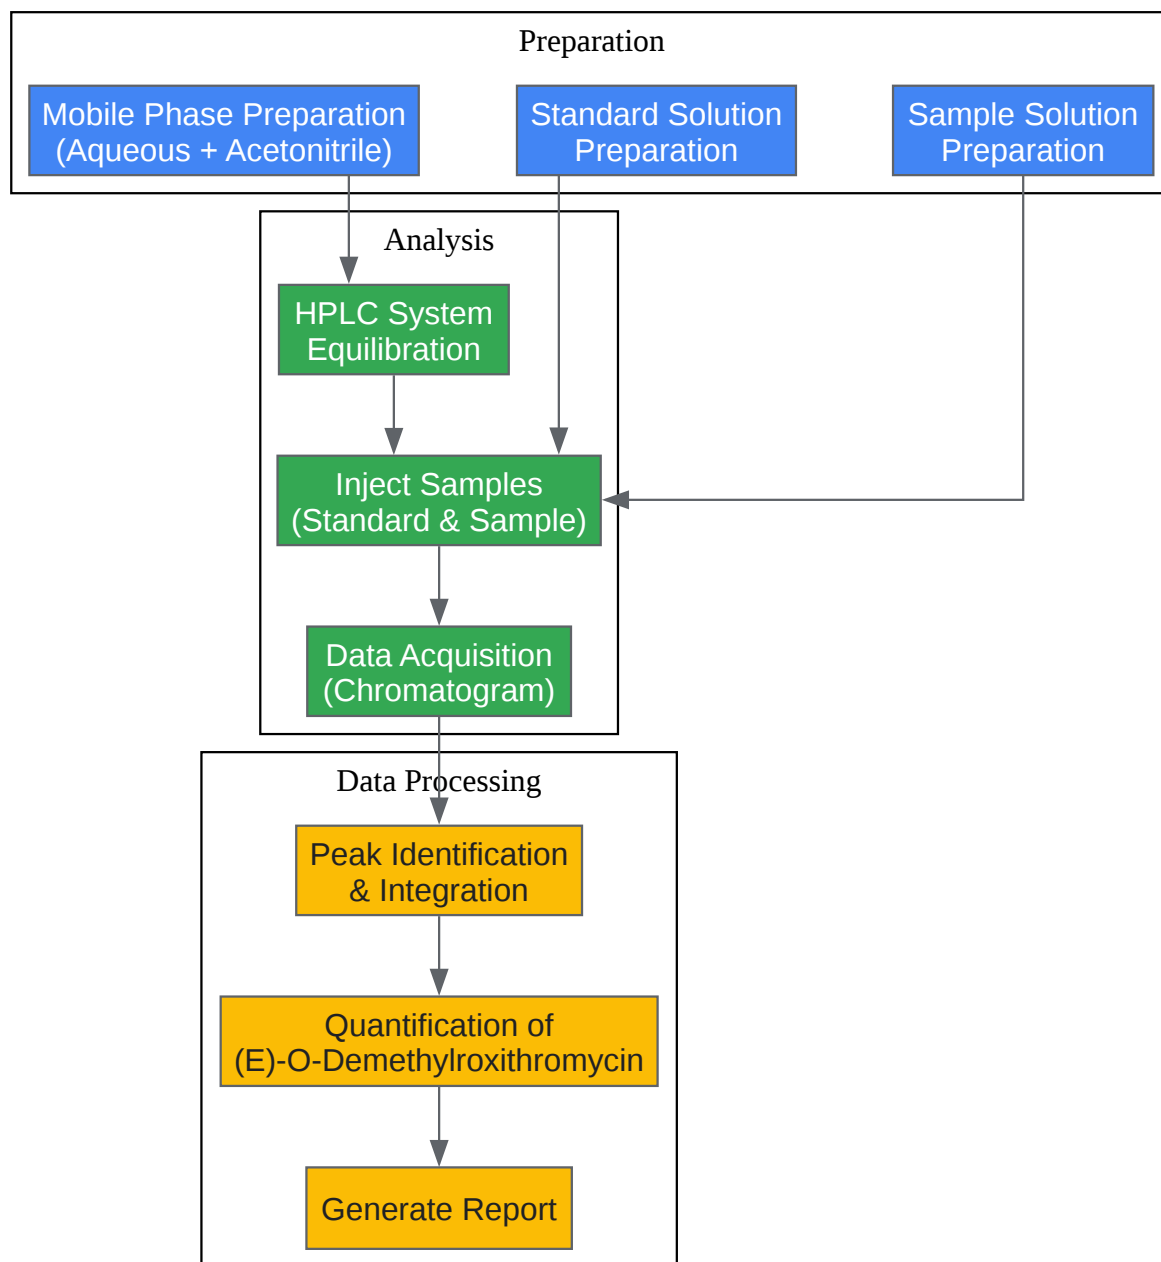 Preparation
Mobile Phase Preparation
(Aqueous + Acetonitrile)
Standard Solution
Preparation
Sample Solution
Preparation
Analysis
HPLC System
Equilibration
Inject Samples
(Standard & Sample)
Data Acquisition
(Chromatogram)
Data Processing
Peak Identification
& Integration
Quantification of
(E)-O-Demethylroxithromycin
Generate Report